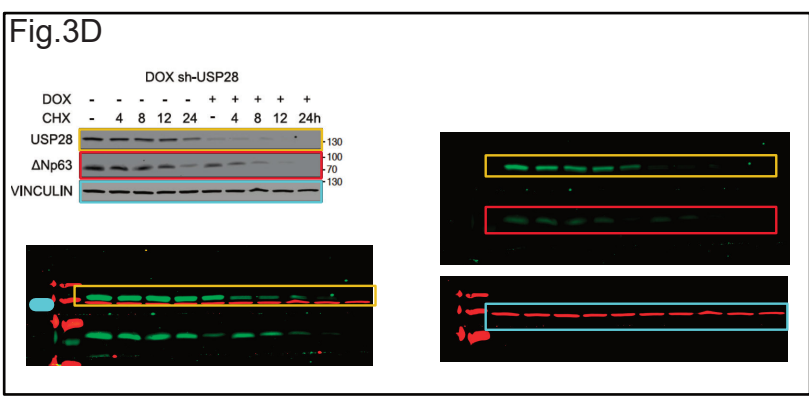 Fig.3D
DOX sh-USP28
DOX - - - - - + + + + +
CHX - 4 8 12 24 - 4 8 12 24h
USP28
-130
ΔNp63
-100
-70
VINCULIN
-130